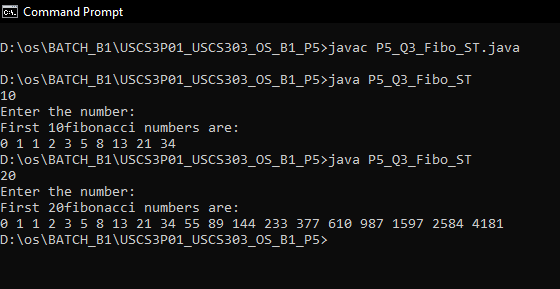 Command Prompt
D:\os\BATCH_B1\USCS3P01_USCS303_OS_B1_P5>javac P5_Q3_Fibo_ST.java
D:\os\BATCH_B1\USCS3P01_USCS303_OS_B1_P5>java P5_Q3_Fibo_ST
10
Enter the number:
First 10fibonacci numbers are:
0 1 1 2 3 5 8 13 21 34
D:\os\BATCH_B1\USCS3P01_USCS303_OS_B1_P5>java P5_Q3_Fibo_ST
20
Enter the number:
First 20fibonacci numbers are:
0 1 1 2 3 5 8 13 21 34 55 89 144 233 377 610 987 1597 2584 4181
D:\os\BATCH_B1\USCS3P01_USCS303_OS_B1_P5>